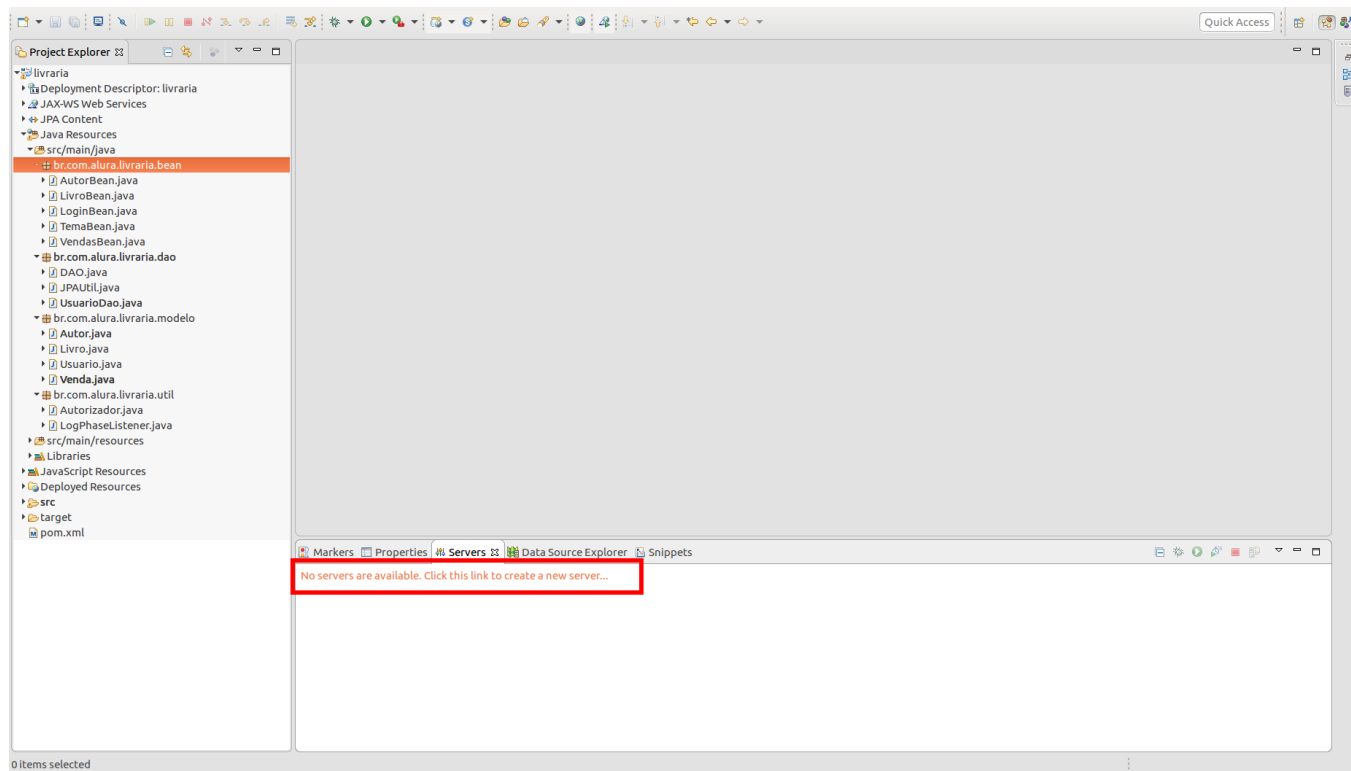 Quick Access
Project Explorer
livraria
Deployment Descriptor: livraria
JAX-WS Web Services
JPA Content
Java Resources
src/main/java
br.com.alura.livraria.bean
AutorBean.java
LivroBean.java
LoginBean.java
TemaBean.java
VendasBean.java
br.com.alura.livraria.dao
DAO.java
JPAUtil.java
UsuarioDao.java
br.com.alura.livraria.modelo
Autor.java
Livro.java
Usuario.java
Venda.java
br.com.alura.livraria.util
Autorizador.java
LogPhaseListener.java
src/main/resources
Libraries
JavaScript Resources
Deployed Resources
src
target
pom.xml
Markers Properties Servers Data Source Explorer Snippets
No servers are available. Click this link to create a new server...
0 items selected